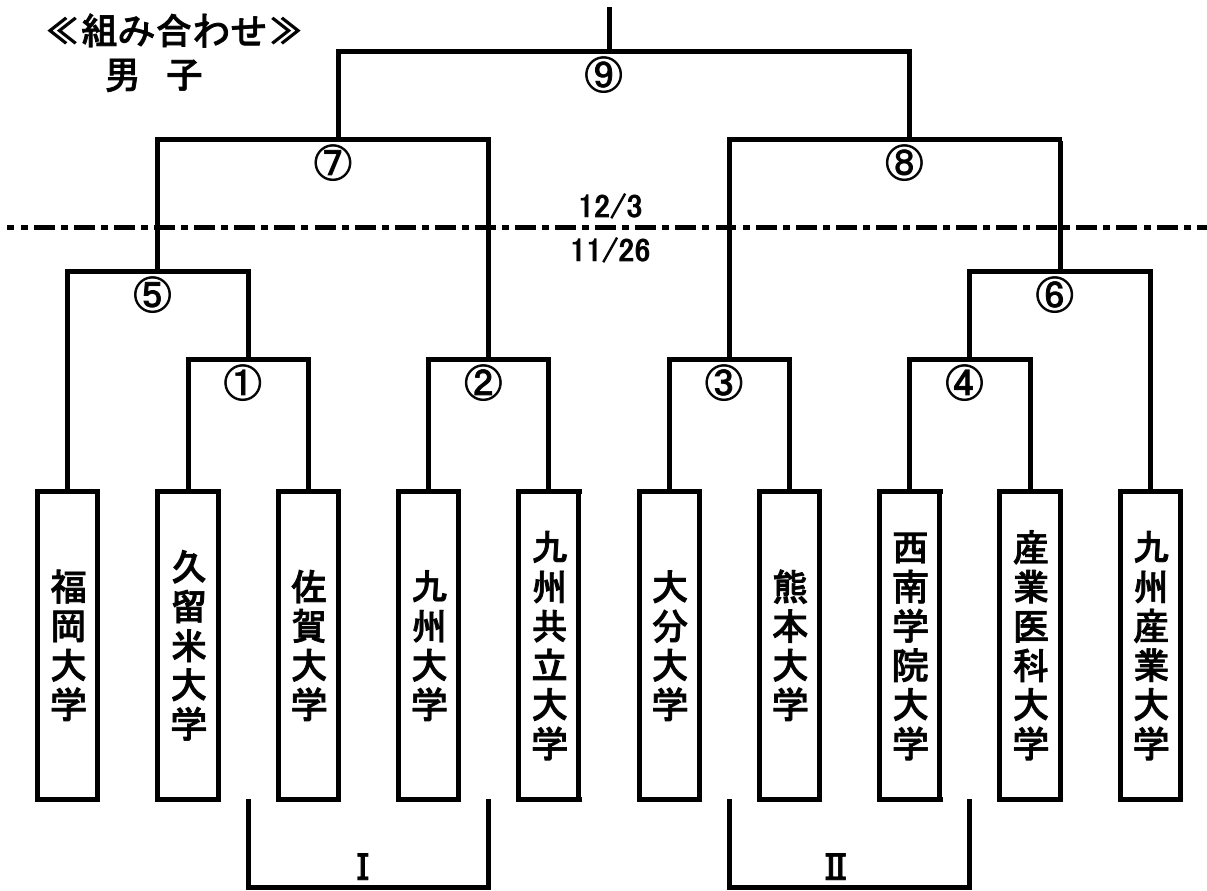 ≪組み合わせ≫
男 子
⑨
⑦
⑧
12/3
11/26
⑤
⑥
①
②
③
④
福岡大学
久留米大学
佐賀大学
九州大学
九州共立大学
大分大学
熊本大学
西南学院大学
産業医科大学
九州産業大学
Ⅰ
Ⅱ